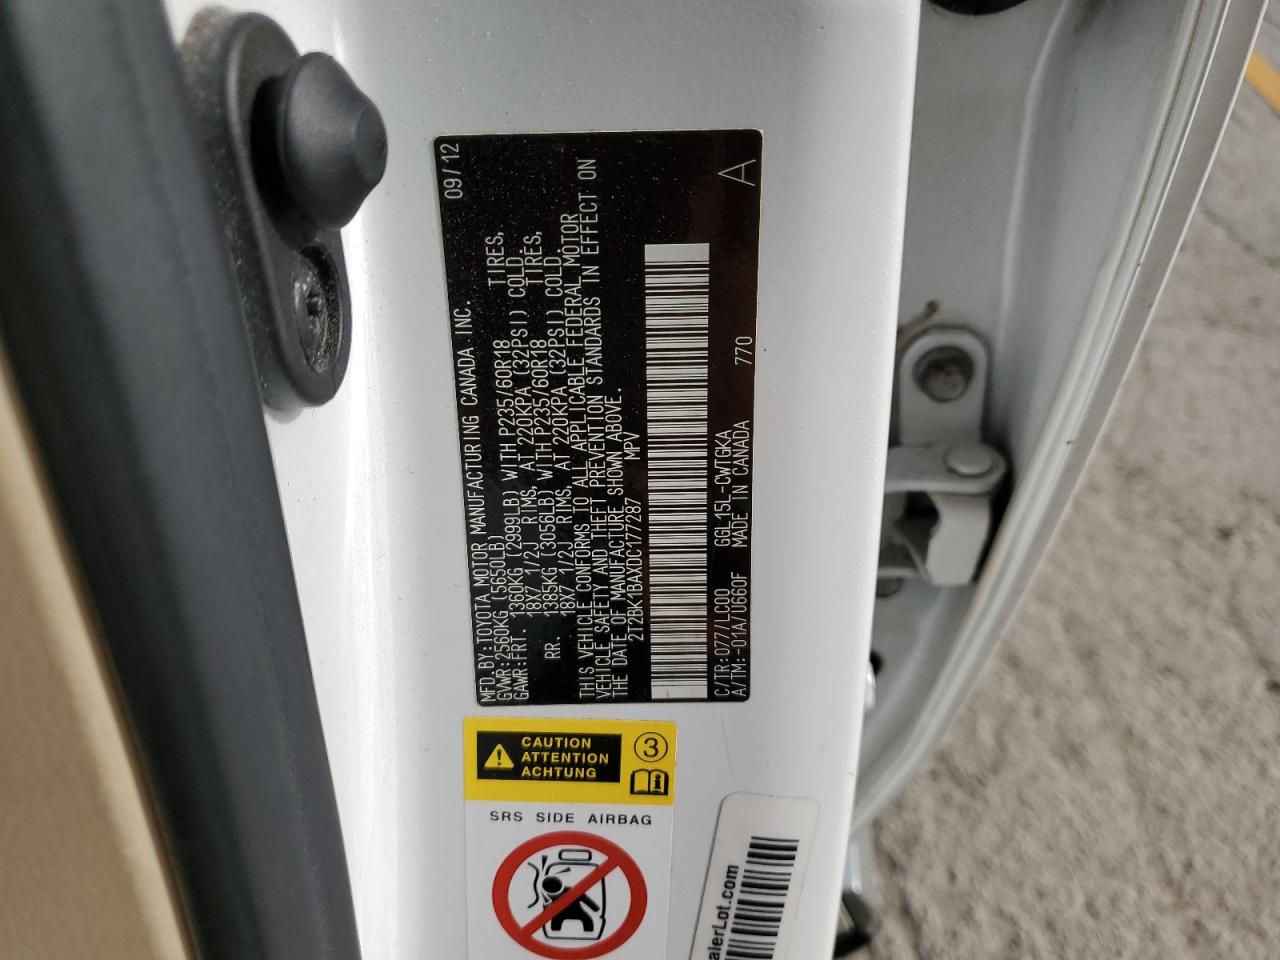 MFD.BY:TOYOTA MOTOR MANUFACTURING CANADA INC. 09/12
GVWR:2560KG (5650LB)
GAWR:FRT. 1360KG (2999LB) WITH P235/60R18 TIRES,
18X7 1/2J RIMS, AT 220KPA (32PSI) COLD.
RR. 1385KG (3056LB) WITH P235/60R18 TIRES,
18X7 1/2J RIMS, AT 220KPA (32PSI) COLD.
THIS VEHICLE CONFORMS TO ALL APPLICABLE FEDERAL MOTOR
VEHICLE SAFETY AND THEFT PREVENTION STANDARDS IN EFFECT ON
THE DATE OF MANUFACTURE SHOWN ABOVE.
2T2BK1BAXDC177287 MPV
C/TR:077/LC00 GGL15L-CWTGKA 770 A
A/TM:-01A/U660F MADE IN CANADA
CAUTION
ATTENTION
ACHTUNG
3
SRS SIDE AIRBAG
alerLot.com